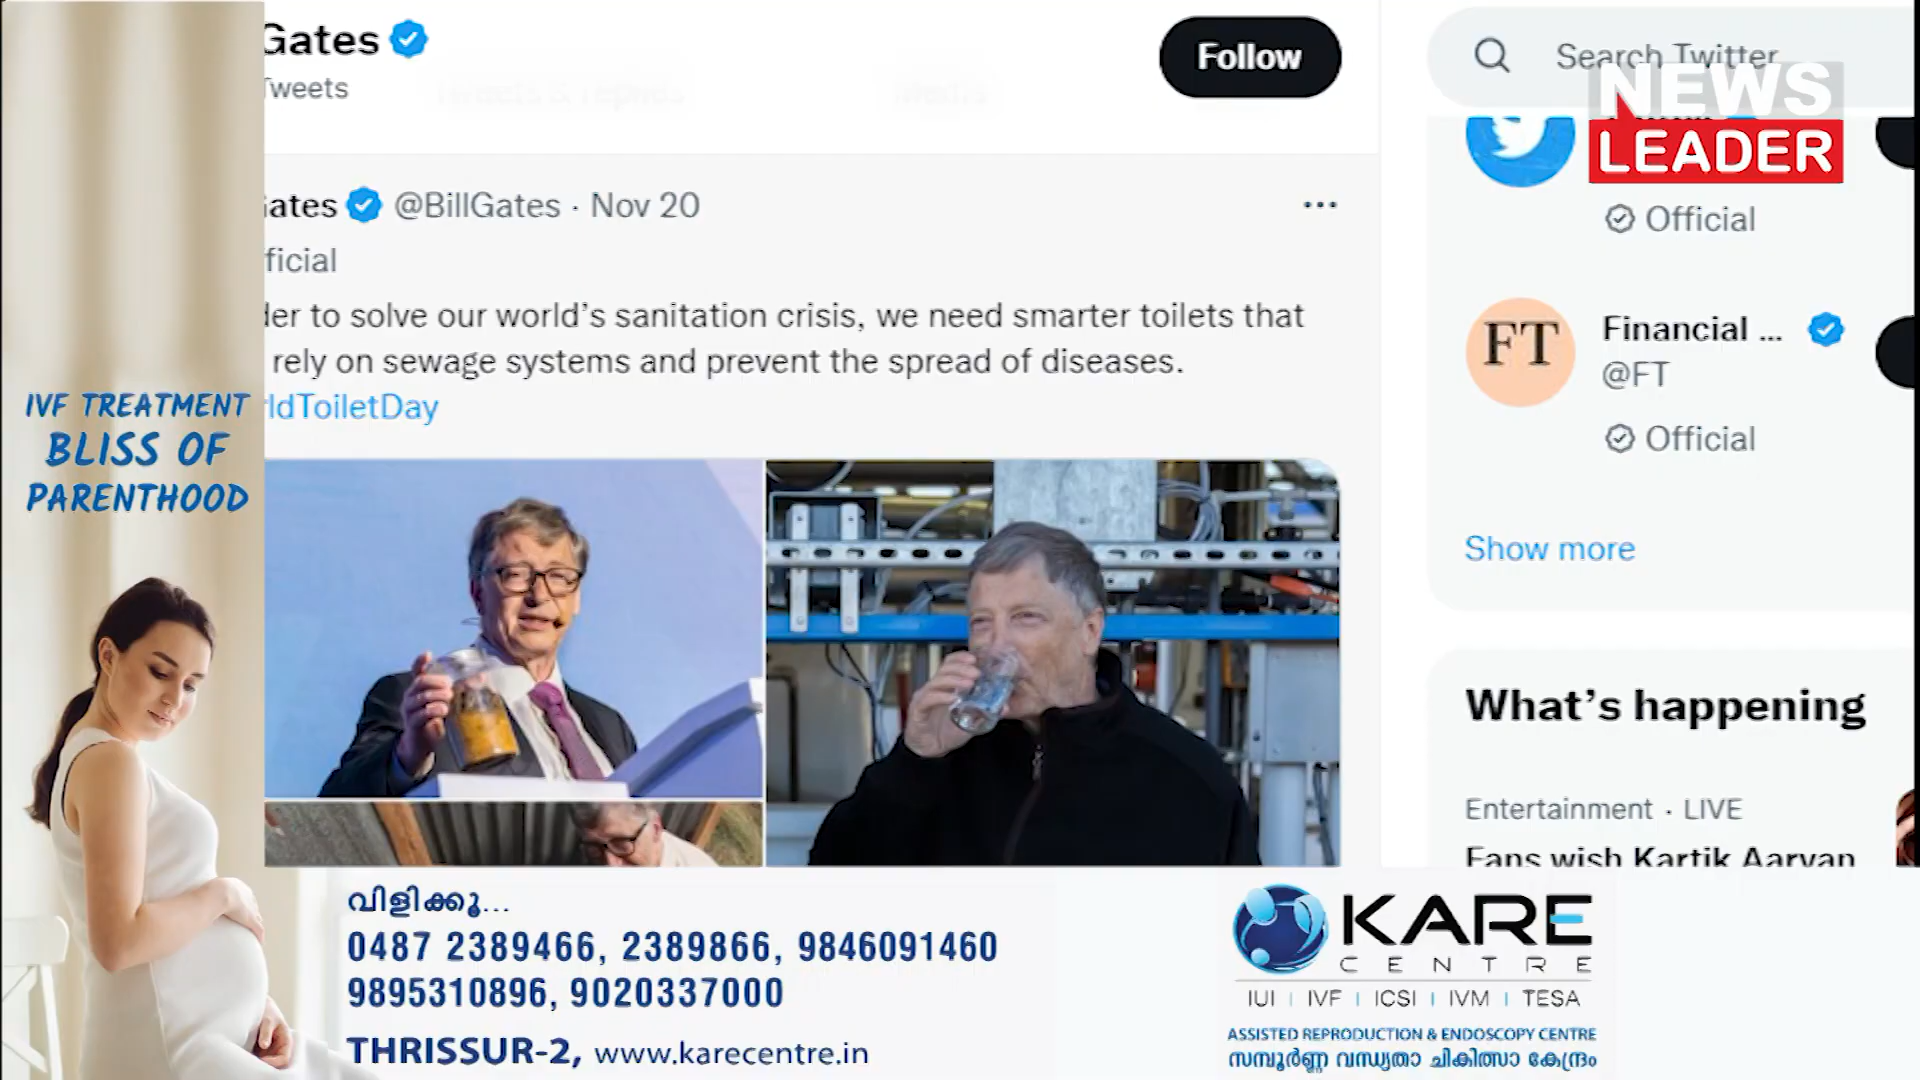 Gates
Follow
Tweets
Search Twitter
NEWS
LEADER
Gates @BillGates · Nov 20
ficial
der to solve our world's sanitation crisis, we need smarter toilets that
rely on sewage systems and prevent the spread of diseases.
rldToiletDay
Official
FT
Financial ...
@FT
Official
Show more
What's happening
Entertainment · LIVE
Fans wish Kartik Aaryan
IVF TREATMENT
BLISS OF
PARENTHOOD
വിളിക്കൂ...
0487 2389466, 2389866, 9846091460
9895310896, 9020337000
THRISSUR-2, www.karecentre.in
KARE
CENTRE
IUI | IVF | ICSI | IVM | TESA
ASSISTED REPRODUCTION & ENDOSCOPY CENTRE
സമ്പൂർണ്ണ വന്ധ്യതാ ചികിത്സാ കേന്ദ്രം